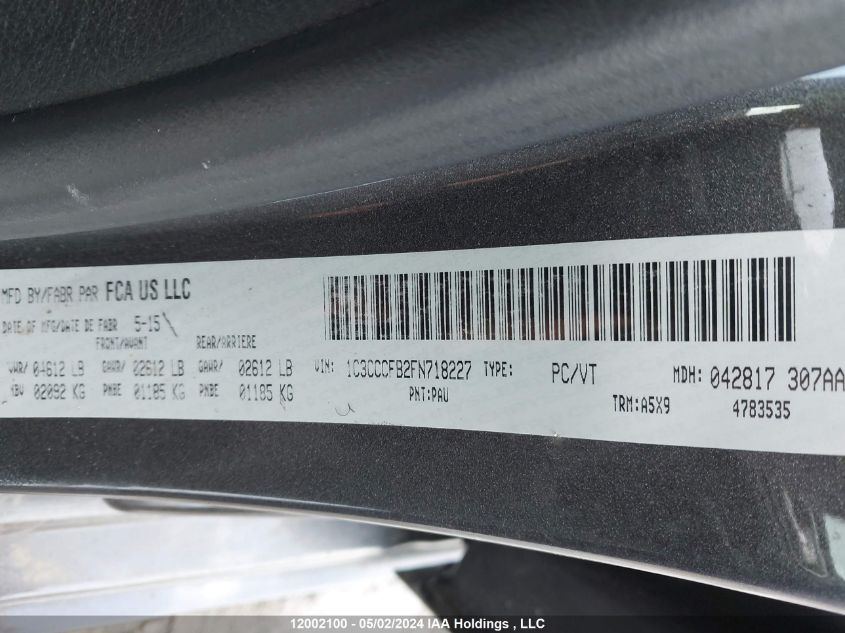 MFD BY/FABR PAR FCA US LLC
DATE OF MFG/DATE DE FABR 5-15
FRONT/AVANT REAR/ARRIERE
VWR/04612 LB GAWR/ 02612 LB GAWR/ 02612 LB
02092 KG PNBE 01185 KG PNBE 01185 KG
VIN: 1C3CCCFB2FN718227 TYPE: PC/VT MDH: 042817 307AA
PNT:PAU TRM:A5X9 4783535
12002100 - 05/02/2024 IAA Holdings , LLC